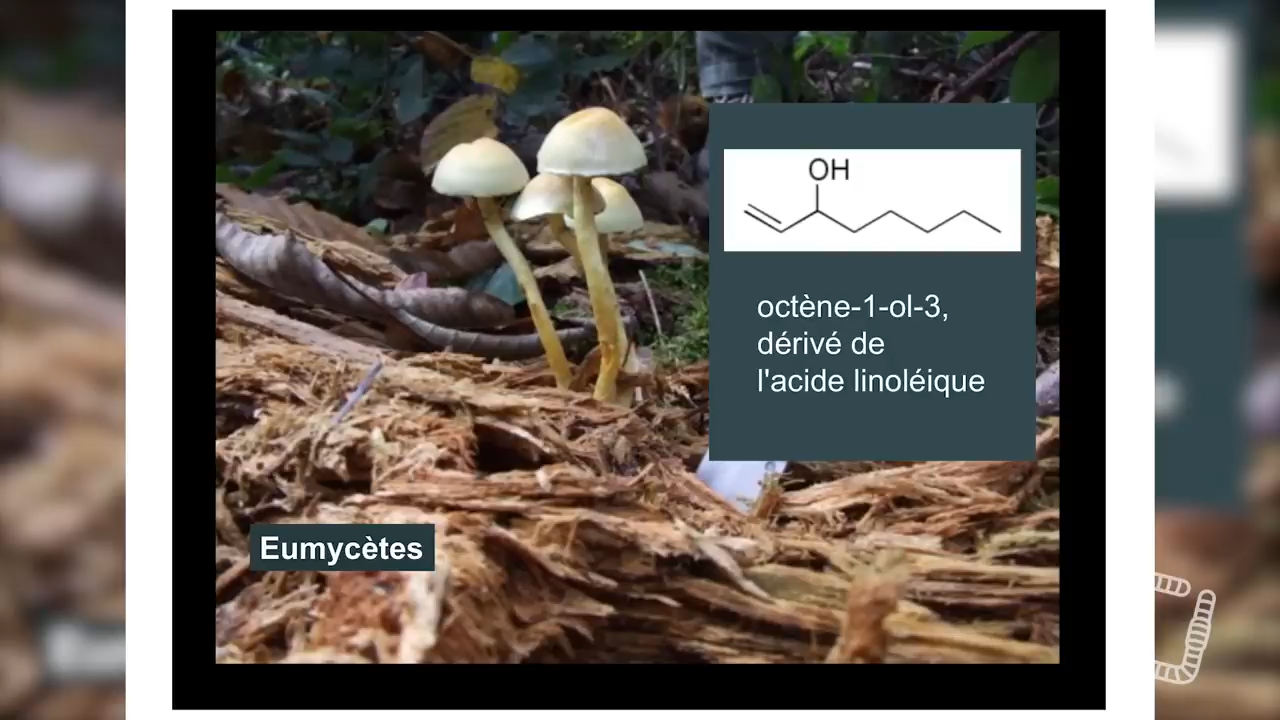 OH
octène-1-ol-3,
dérivé de
l'acide linoléique
Eumycètes